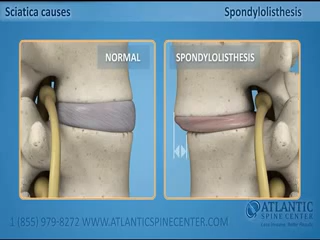 Sciatica causes
Spondylolisthesis
NORMAL
SPONDYLOLISTHESIS
ATLANTIC
SPINE CENTER
1 (855) 979-8272 WWW.ATLANTICSPINECENTER.COM